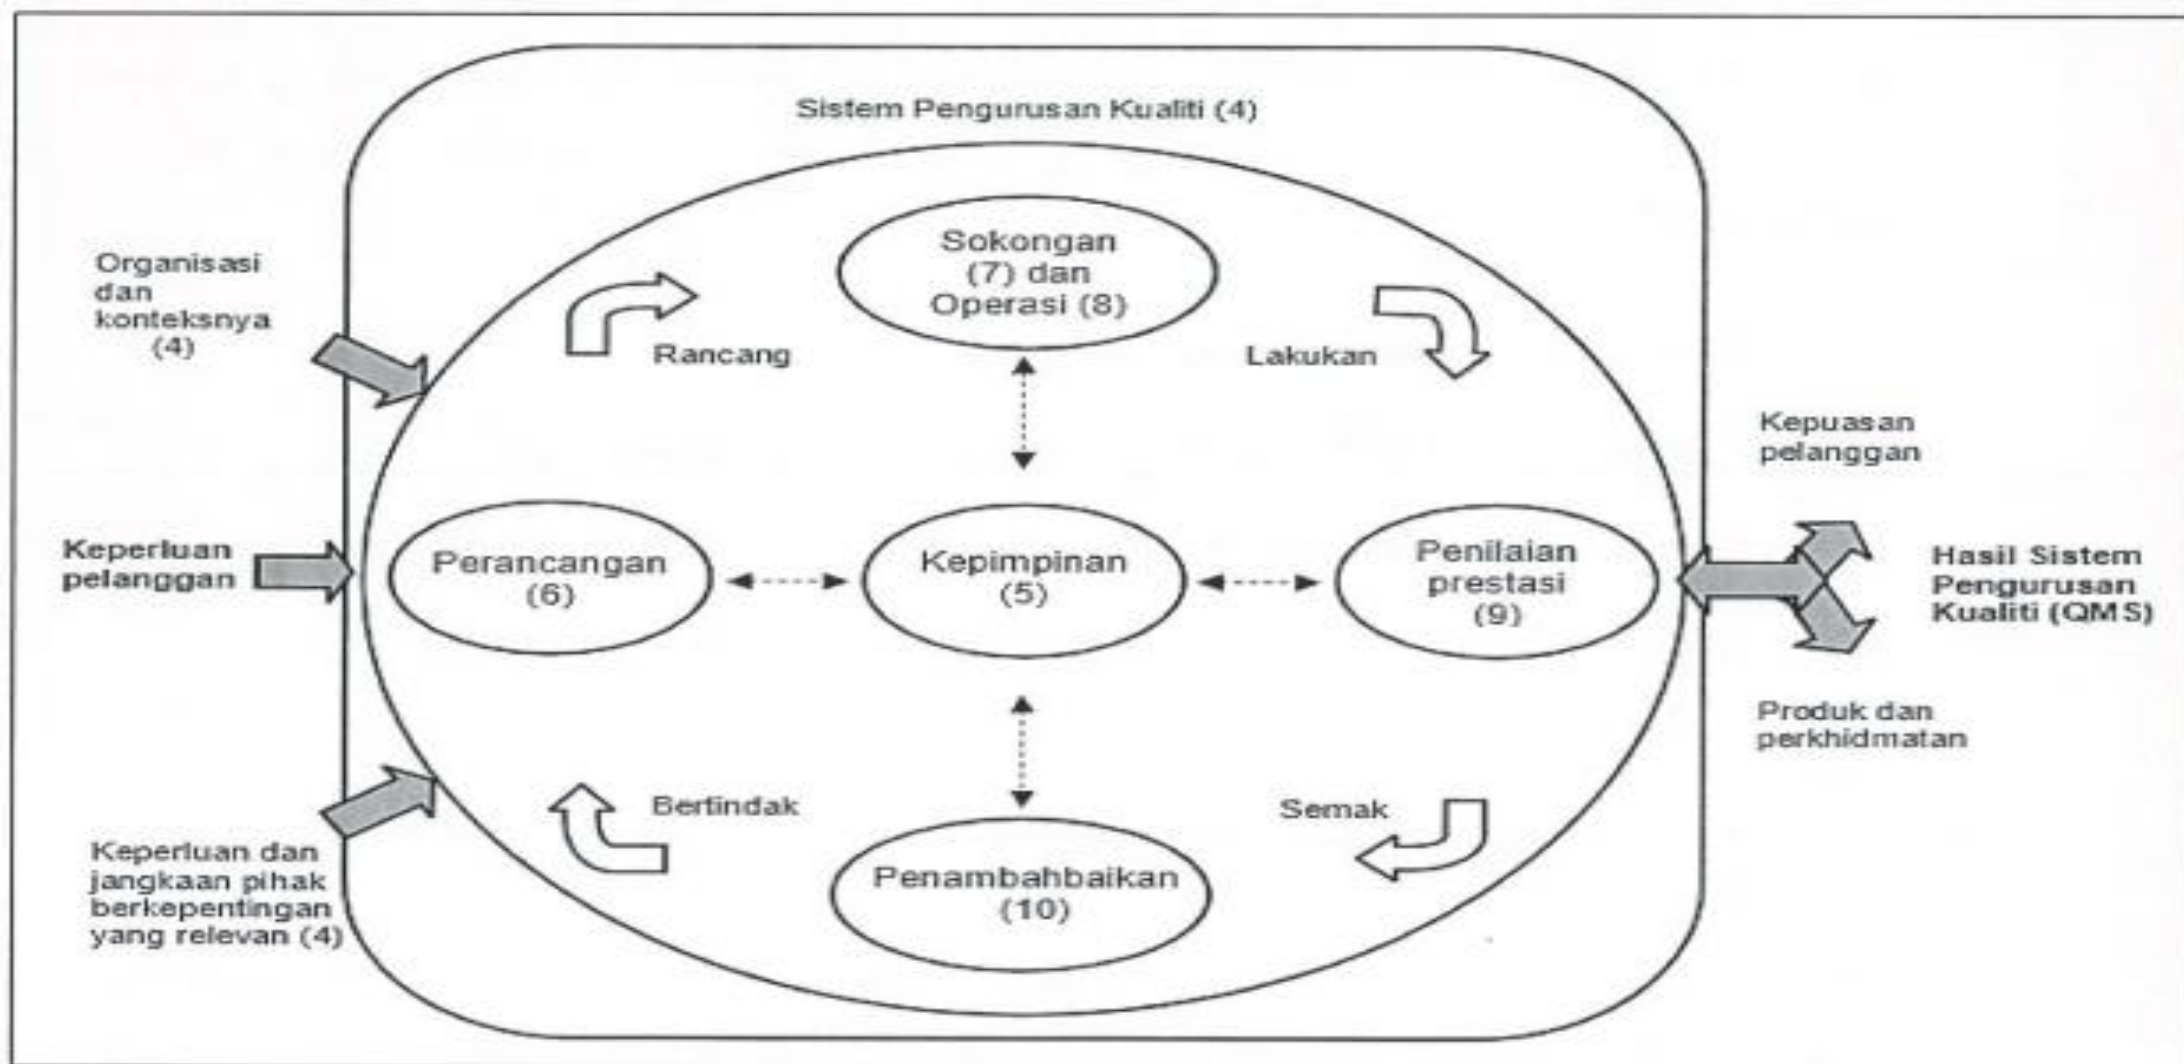 Sistem Pengurusan Kualiti (4)
Organisasi
dan
konteksnya
(4)
Sokongan
(7) dan
Operasi (8)
Rancang
Lakukan
Kepuasan
pelanggan
Keperluan
pelanggan
Perancangan
(6)
Kepimpinan
(5)
Penilaian
prestasi
(9)
Hasil Sistem
Pengurusan
Kualiti (QMS)
Produk dan
perkhidmatan
Bertindak
Semak
Keperluan dan
jangkaan pihak
berkepentingan
yang relevan (4)
Penambahbaikan
(10)